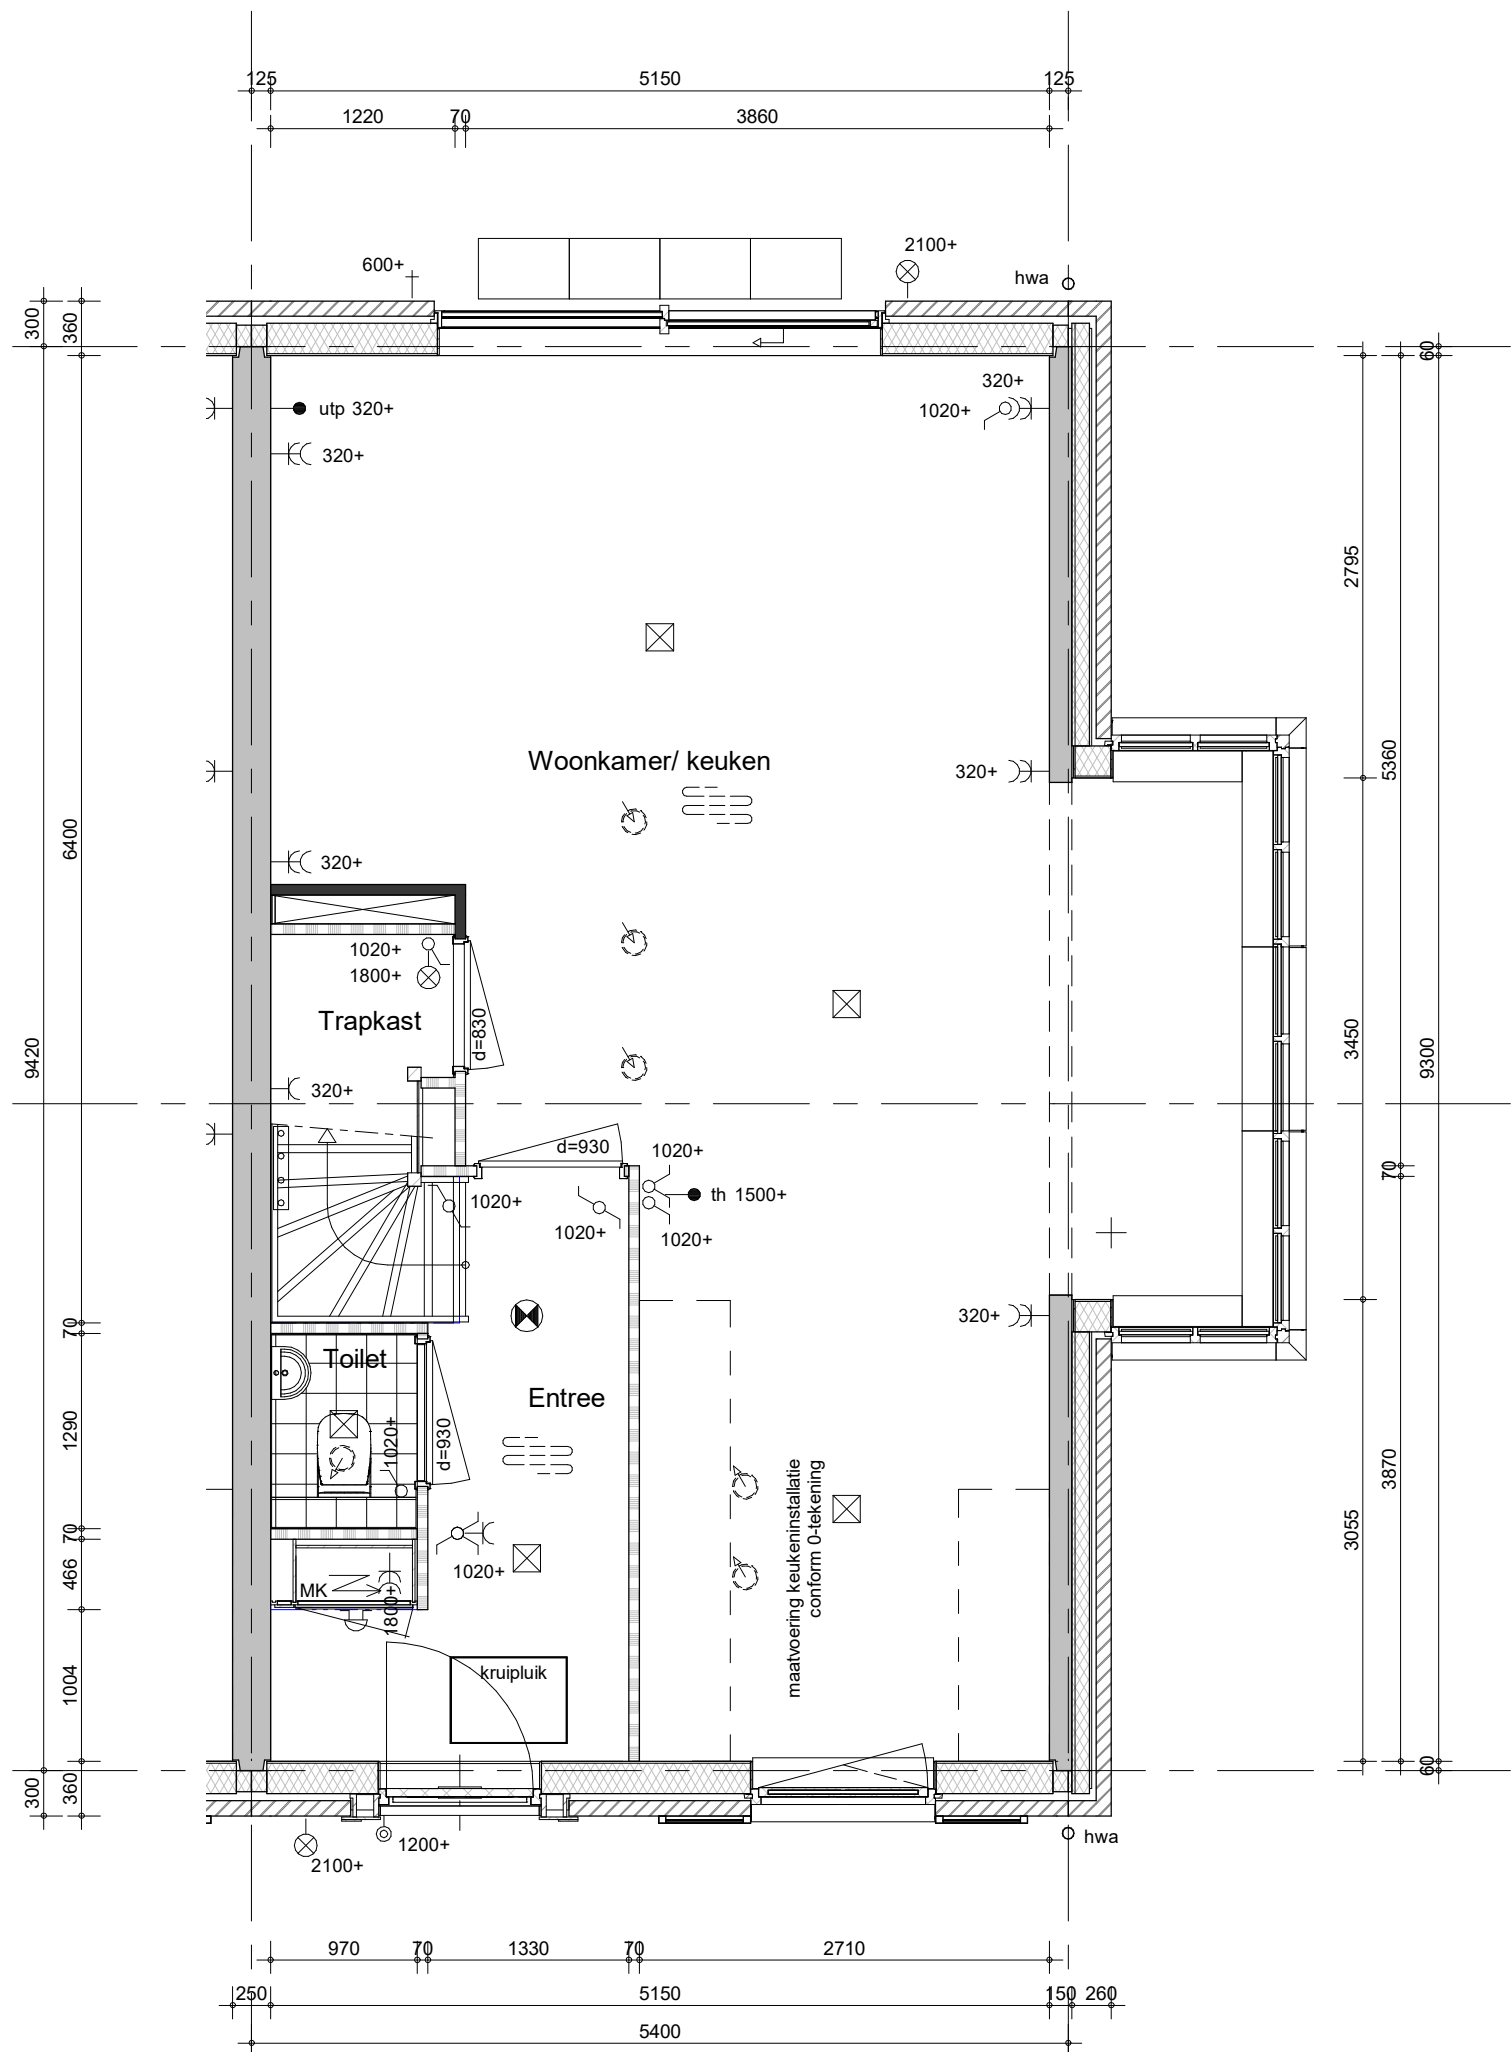 125 5150 125
1220 70 3860
600+
2100+
hwa
300
360
60
utp 320+
320+
1020+
320+
2795
5360
Woonkamer/ keuken
320+
6400
320+
1020+
1800+
Trapkast
d=830
9420
3450
9300
320+
d=930
1020+
70
th 1500+
1020+
1020+
1020+
320+
70
Toilet
Entree
1290
1020+
d=930
maatvoering keukeninstallatie
conform 0-tekening
3870
3055
70
466
1020+
MK
1800+
1004
kruipluik
300
360
60
1200+
2100+
hwa
970 70 1330 70 2710
250 5150 150 260
5400